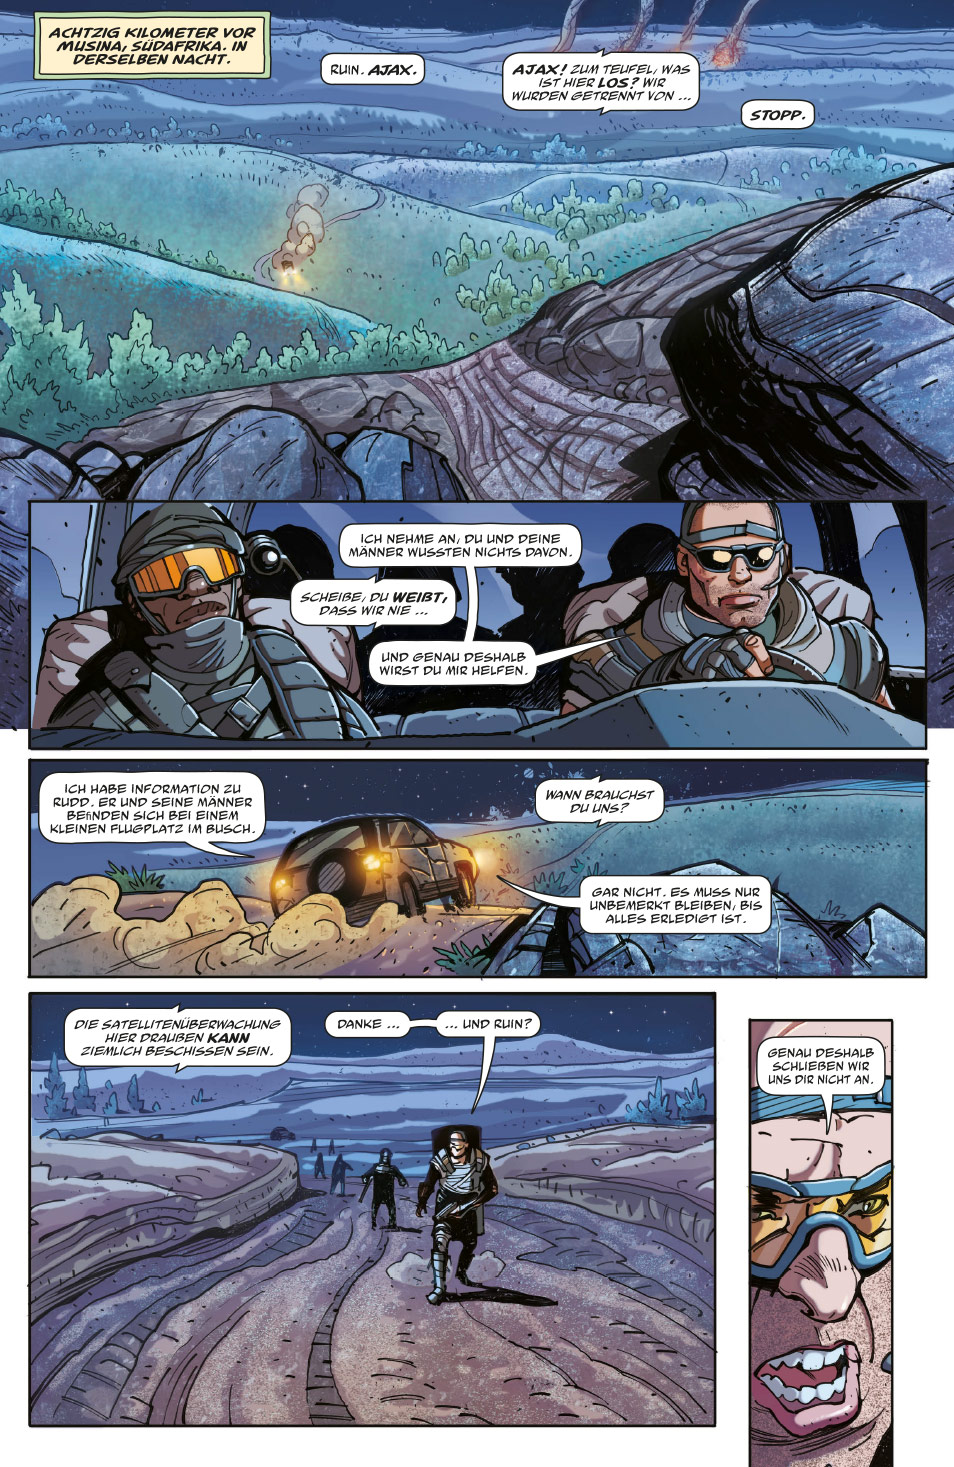 ACHTZIG KILOMETER VOR
MUSINA, SÜDAFRIKA. IN
DERSELBEN NACHT.
RUIN. AJAX.
AJAX! ZUM TEUFEL, WAS
IST HIER LOS? WIR
WURDEN GETRENNT VON ...
STOPP.
ICH NEHME AN, DU UND DEINE
MÄNNER WUSSTEN NICHTS DAVON.
SCHEIßE, DU WEIßT,
DASS WIR NIE ...
UND GENAU DESHALB
WIRST DU MIR HELFEN.
ICH HABE INFORMATION ZU
RUDD. ER UND SEINE MÄNNER
BEfiNDEN SICH BEI EINEM
KLEINEN FLUGPLATZ IM BUSCH.
WANN BRAUCHST
DU UNS?
GAR NICHT. ES MUSS NUR
UNBEMERKT BLEIBEN, BIS
ALLES ERLEDIGT IST.
DIE SATELLITENÜBERWACHUNG
HIER DRAUßEN KANN
ZIEMLICH BESCHISSEN SEIN.
DANKE ...
... UND RUIN?
GENAU DESHALB
SCHLIEßEN WIR
UNS DIR NICHT AN.